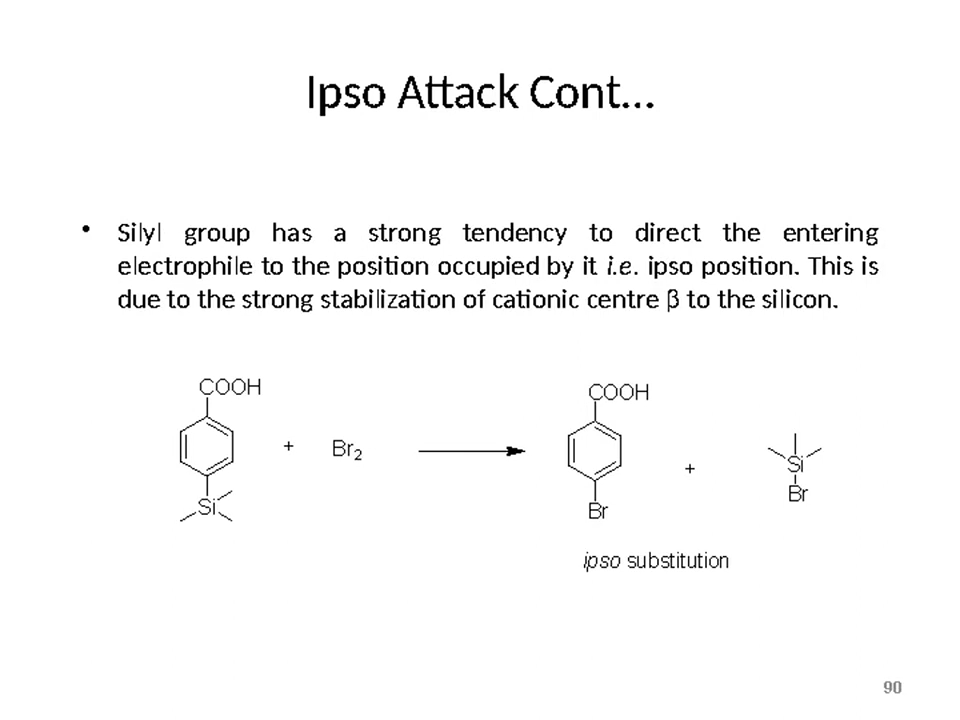 Ipso Attack Cont...
• Silyl group has a strong tendency to direct the entering
electrophile to the position occupied by it i.e. ipso position. This is
due to the strong stabilization of cationic centre β to the silicon.
COOH
Si
+
Br2
COOH
Br
+
Si
Br
ipso substitution
90